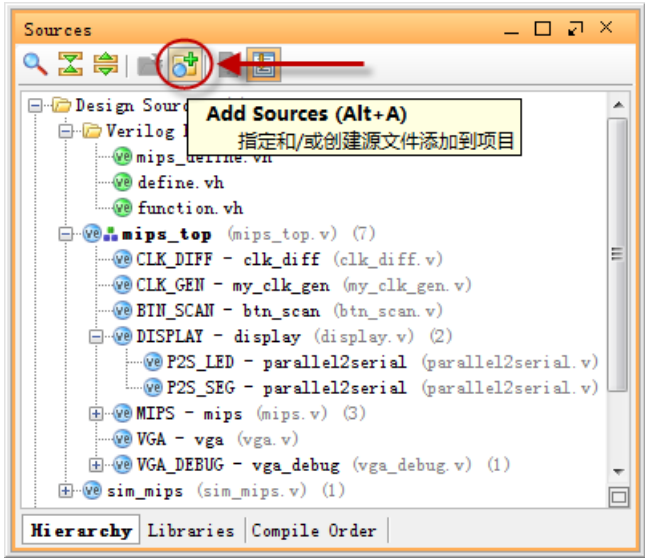 Sources
Add Sources (Alt+A)
指定和/或创建源文件添加到项目
Design Sour
Verilog
mips_define.vh
define.vh
function.vh
mips_top (mips_top.v) (7)
CLK_DIFF - clk_diff (clk_diff.v)
CLK_GEN - my_clk_gen (my_clk_gen.v)
BTN_SCAN - btn_scan (btn_scan.v)
DISPLAY - display (display.v) (2)
P2S_LED - parallel2serial (parallel2serial.v)
P2S_SEG - parallel2serial (parallel2serial.v)
MIPS - mips (mips.v) (3)
VGA - vga (vga.v)
VGA_DEBUG - vga_debug (vga_debug.v) (1)
sim_mips (sim_mips.v) (1)
Hierarchy Libraries Compile Order